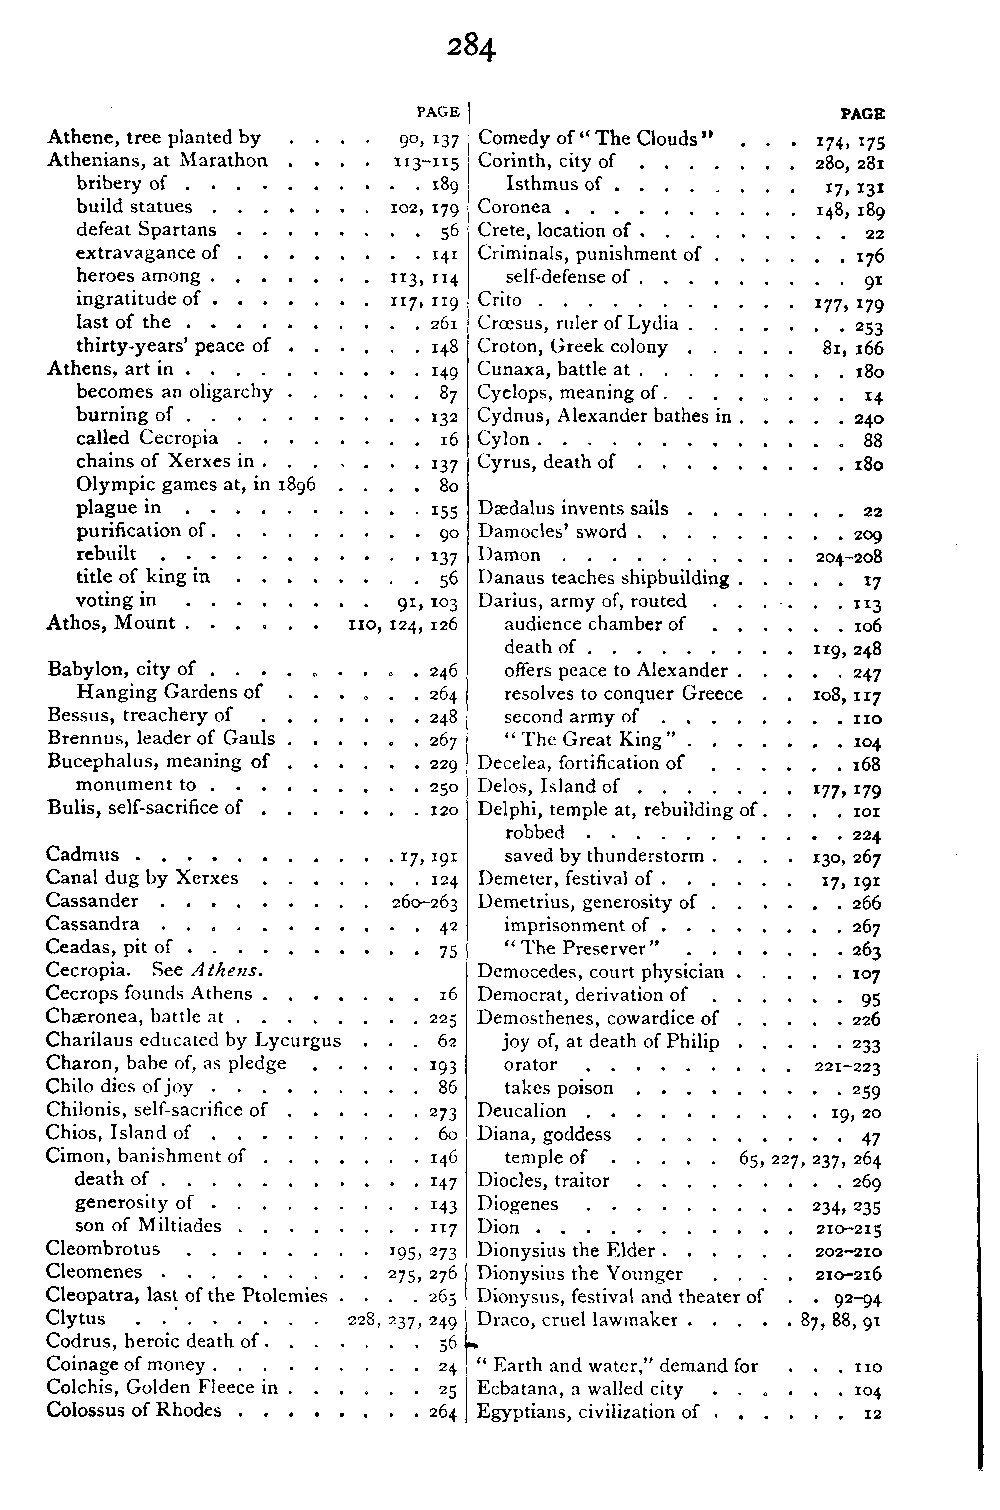 284
PAGE
Athene, tree planted by . . . . 90, 137
Athenians, at Marathon . . . . 113–115
bribery of . . . . . . . . . . 189
build statues . . . . . . . 102, 179
defeat Spartans . . . . . . . . 56
extravagance of . . . . . . . . 141
heroes among . . . . . . . 113, 114
ingratitude of . . . . . . . 117, 119
last of the . . . . . . . . . . 261
thirty-years' peace of . . . . . . 148
Athens, art in . . . . . . . . . . 149
becomes an oligarchy . . . . . . 87
burning of . . . . . . . . . . 132
called Cecropia . . . . . . . . 16
chains of Xerxes in . . . . . . . 137
Olympic games at, in 1896 . . . . 80
plague in . . . . . . . . . . 155
purification of . . . . . . . . . 90
rebuilt . . . . . . . . . . . 137
title of king in . . . . . . . . 56
voting in . . . . . . . . 91, 103
Athos, Mount . . . . . . 110, 124, 126
Babylon, city of . . . . . . . . . 246
Hanging Gardens of . . . . . . 264
Bessus, treachery of . . . . . . . 248
Brennus, leader of Gauls . . . . . . 267
Bucephalus, meaning of . . . . . . 229
monument to . . . . . . . . . 250
Bulis, self-sacrifice of . . . . . . . 120
Cadmus . . . . . . . . . . . 17, 191
Canal dug by Xerxes . . . . . . . 124
Cassander . . . . . . . . . 260–263
Cassandra . . . . . . . . . . . 42
Ceadas, pit of . . . . . . . . . . 75
Cecropia. See Athens.
Cecrops founds Athens . . . . . . . 16
Chæronea, battle at . . . . . . . . 225
Charilaus educated by Lycurgus . . . 62
Charon, babe of, as pledge . . . . . 193
Chilo dies of joy . . . . . . . . . 86
Chilonis, self-sacrifice of . . . . . . 273
Chios, Island of . . . . . . . . . 60
Cimon, banishment of . . . . . . . 146
death of . . . . . . . . . . . 147
generosity of . . . . . . . . . 143
son of Miltiades . . . . . . . . 117
Cleombrotus . . . . . . . . 195, 273
Cleomenes . . . . . . . . . 275, 276
Cleopatra, last of the Ptolemies . . . . 265
Clytus . . . . . . . . 228, 237, 249
Codrus, heroic death of . . . . . . . 56
Coinage of money . . . . . . . . . 24
Colchis, Golden Fleece in . . . . . . 25
Colossus of Rhodes . . . . . . . . 264
PAGE
Comedy of "The Clouds" . . . 174, 175
Corinth, city of . . . . . . . 280, 281
Isthmus of . . . . . . . . 17, 131
Coronea . . . . . . . . . . 148, 189
Crete, location of . . . . . . . . . 22
Criminals, punishment of . . . . . . 176
self-defense of . . . . . . . . . 91
Crito . . . . . . . . . . . 177, 179
Crœsus, ruler of Lydia . . . . . . . 253
Croton, Greek colony . . . . . 81, 166
Cunaxa, battle at . . . . . . . . . 180
Cyclops, meaning of . . . . . . . . 14
Cydnus, Alexander bathes in . . . . . 240
Cylon . . . . . . . . . . . . . 88
Cyrus, death of . . . . . . . . . 180
Dædalus invents sails . . . . . . . 22
Damocles' sword . . . . . . . . . 209
Damon . . . . . . . . . . 204–208
Danaus teaches shipbuilding . . . . . 17
Darius, army of, routed . . . . . . 113
audience chamber of . . . . . . 106
death of . . . . . . . . . 119, 248
offers peace to Alexander . . . . . 247
resolves to conquer Greece . . 108, 117
second army of . . . . . . . . 110
"The Great King" . . . . . . . 104
Decelea, fortification of . . . . . . 168
Delos, Island of . . . . . . . 177, 179
Delphi, temple at, rebuilding of . . . . 101
robbed . . . . . . . . . . . 224
saved by thunderstorm . . . . 130, 267
Demeter, festival of . . . . . . 17, 191
Demetrius, generosity of . . . . . . 266
imprisonment of . . . . . . . . 267
"The Preserver" . . . . . . . 263
Democedes, court physician . . . . . 107
Democrat, derivation of . . . . . . 95
Demosthenes, cowardice of . . . . . 226
joy of, at death of Philip . . . . . 233
orator . . . . . . . . . 221–223
takes poison . . . . . . . . . 259
Deucalion . . . . . . . . . . 19, 20
Diana, goddess . . . . . . . . . 47
temple of . . . . . 65, 227, 237, 264
Diocles, traitor . . . . . . . . . 269
Diogenes . . . . . . . . . 234, 235
Dion . . . . . . . . . . . 210–215
Dionysius the Elder . . . . . . 202–210
Dionysius the Younger . . . . 210–216
Dionysus, festival and theater of . . 92–94
Draco, cruel lawmaker . . . . . 87, 88, 91
"Earth and water," demand for . . . 110
Ecbatana, a walled city . . . . . . 104
Egyptians, civilization of . . . . . . 12